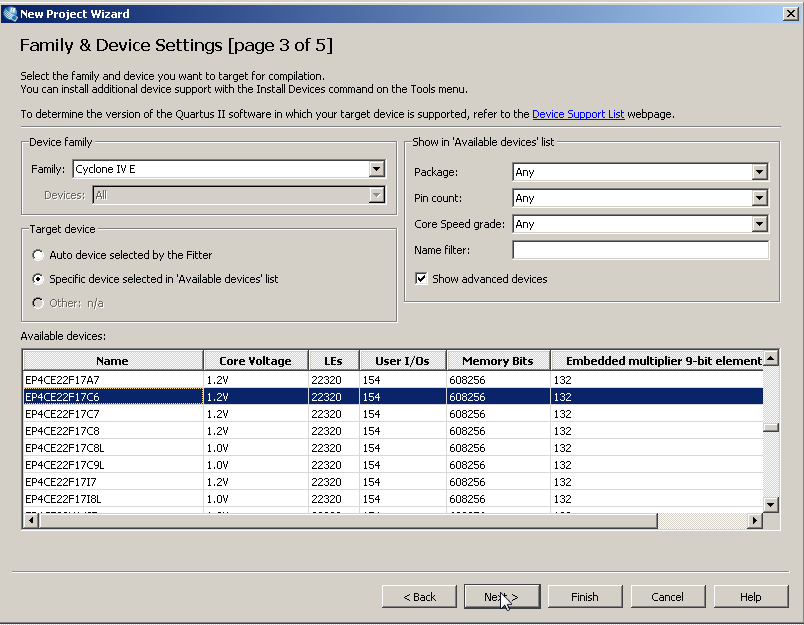 New Project Wizard
Family & Device Settings [page 3 of 5]
Select the family and device you want to target for compilation.
You can install additional device support with the Install Devices command on the Tools menu.
To determine the version of the Quartus II software in which your target device is supported, refer to the Device Support List webpage.
Device family
Family: Cyclone IV E
Devices: All
Target device
Auto device selected by the Fitter
Specific device selected in 'Available devices' list
Other: n/a
Show in 'Available devices' list
Package: Any
Pin count: Any
Core Speed grade: Any
Name filter:
Show advanced devices
Available devices:
Name Core Voltage LEs User I/Os Memory Bits Embedded multiplier 9-bit element
EP4CE22F17A7 1.2V 22320 154 608256 132
EP4CE22F17C6 1.2V 22320 154 608256 132
EP4CE22F17C7 1.2V 22320 154 608256 132
EP4CE22F17C8 1.2V 22320 154 608256 132
EP4CE22F17C8L 1.0V 22320 154 608256 132
EP4CE22F17C9L 1.0V 22320 154 608256 132
EP4CE22F17I7 1.2V 22320 154 608256 132
EP4CE22F17I8L 1.0V 22320 154 608256 132
< Back Next > Finish Cancel Help